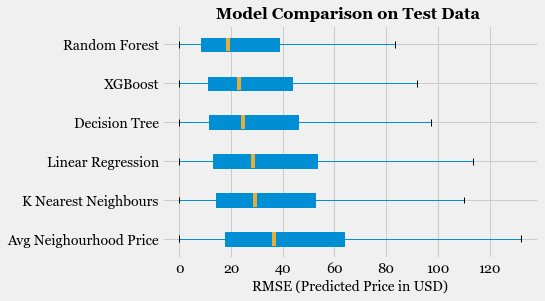 Model Comparison on Test Data
Random Forest
XGBoost
Decision Tree
Linear Regression
K Nearest Neighbours
Avg Neighourhood Price
0 20 40 60 80 100 120
RMSE (Predicted Price in USD)